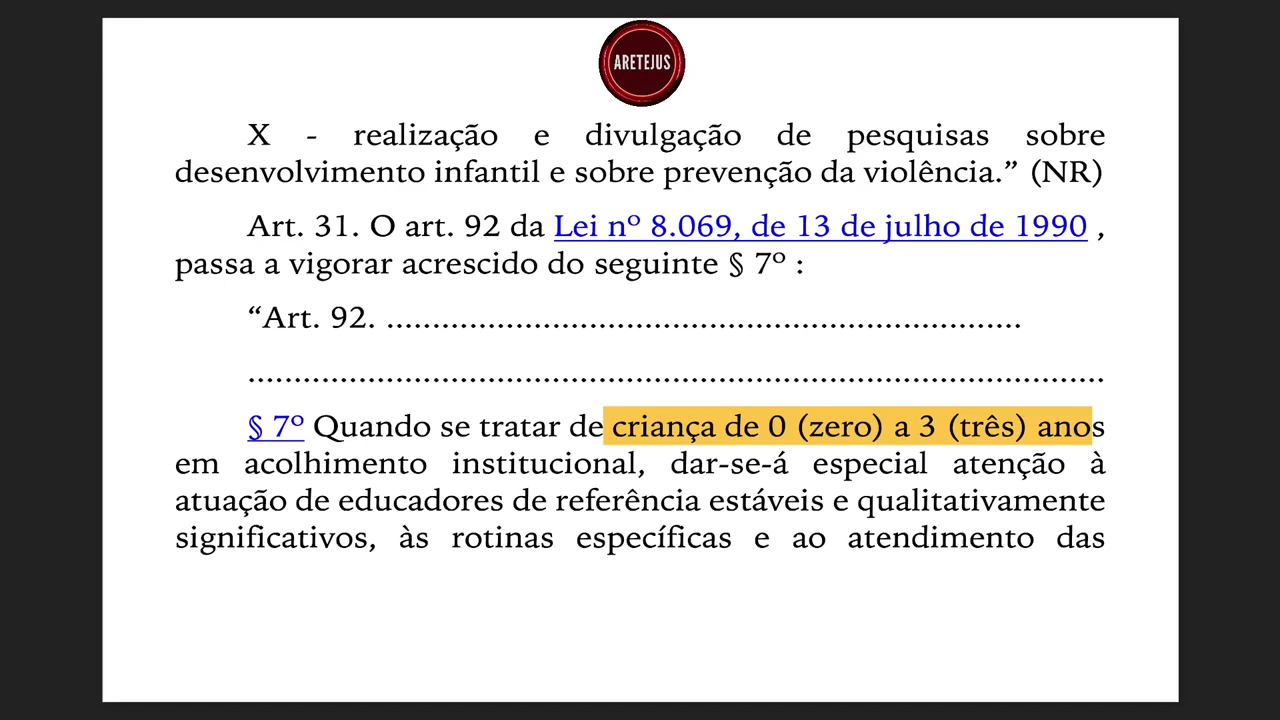 ARETEJUS
X - realização e divulgação de pesquisas sobre
desenvolvimento infantil e sobre prevenção da violência.” (NR)
Art. 31. O art. 92 da Lei nº 8.069, de 13 de julho de 1990 ,
passa a vigorar acrescido do seguinte § 7º :
“Art. 92. .....................................................................
.............................................................................................
§ 7º Quando se tratar de criança de 0 (zero) a 3 (três) anos
em acolhimento institucional, dar-se-á especial atenção à
atuação de educadores de referência estáveis e qualitativamente
significativos, às rotinas específicas e ao atendimento das